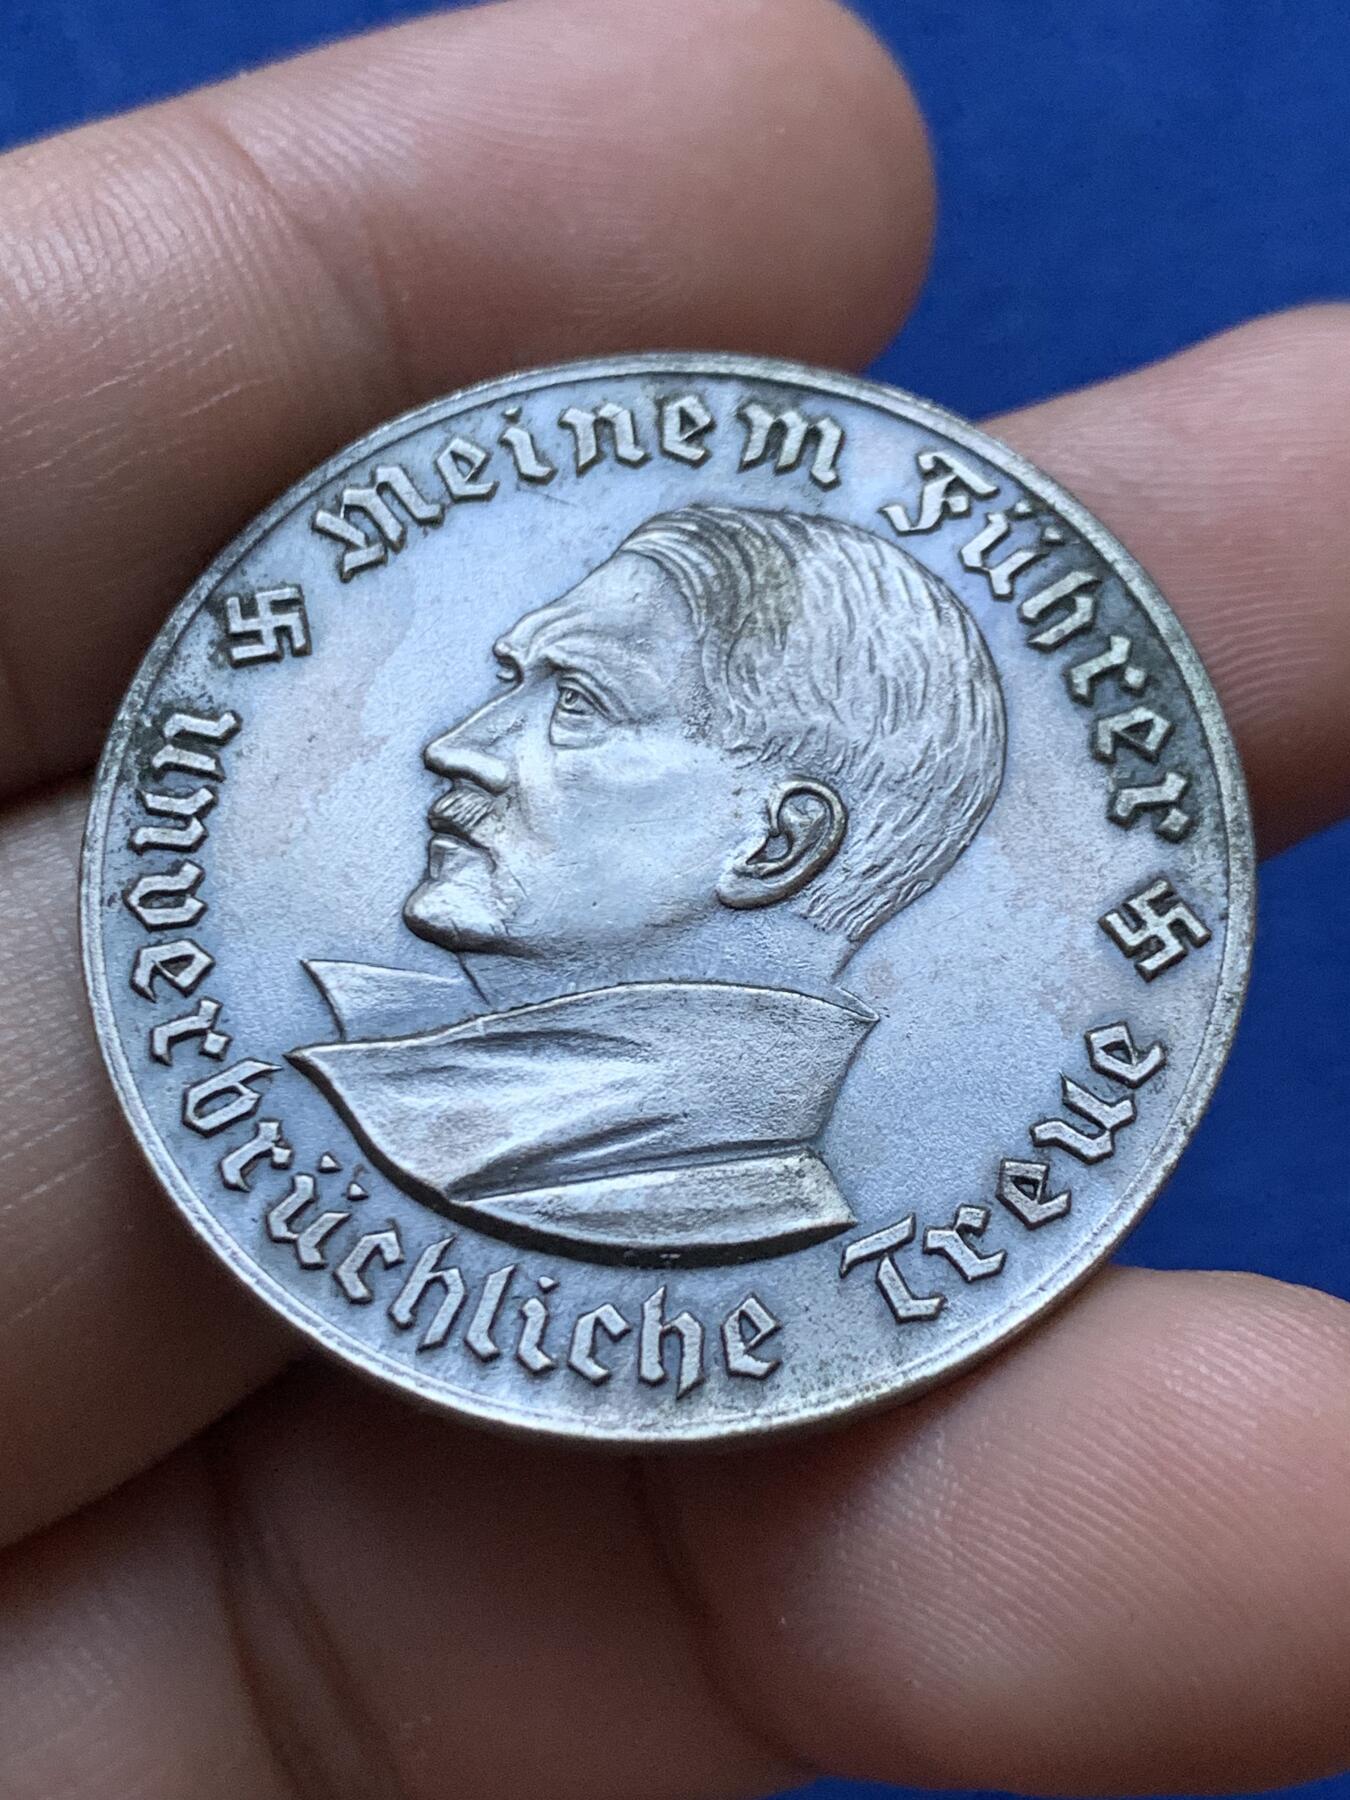 Meinem Führer
unverbrüchliche Treue